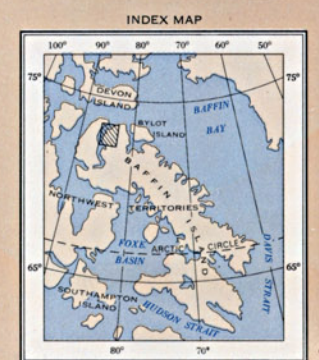 INDEX MAP
100° 90° 80° 70° 60° 50°
75° 75°
DEVON
ISLAND
BAFFIN
BAY
BYLOT
ISLAND
BAFFIN ISLAND
NORTHWEST TERRITORIES
FOXE
BASIN
ARCTIC CIRCLE
DAVIS STRAIT
65° 65°
SOUTHAMPTON
ISLAND
HUDSON STRAIT
80° 70°